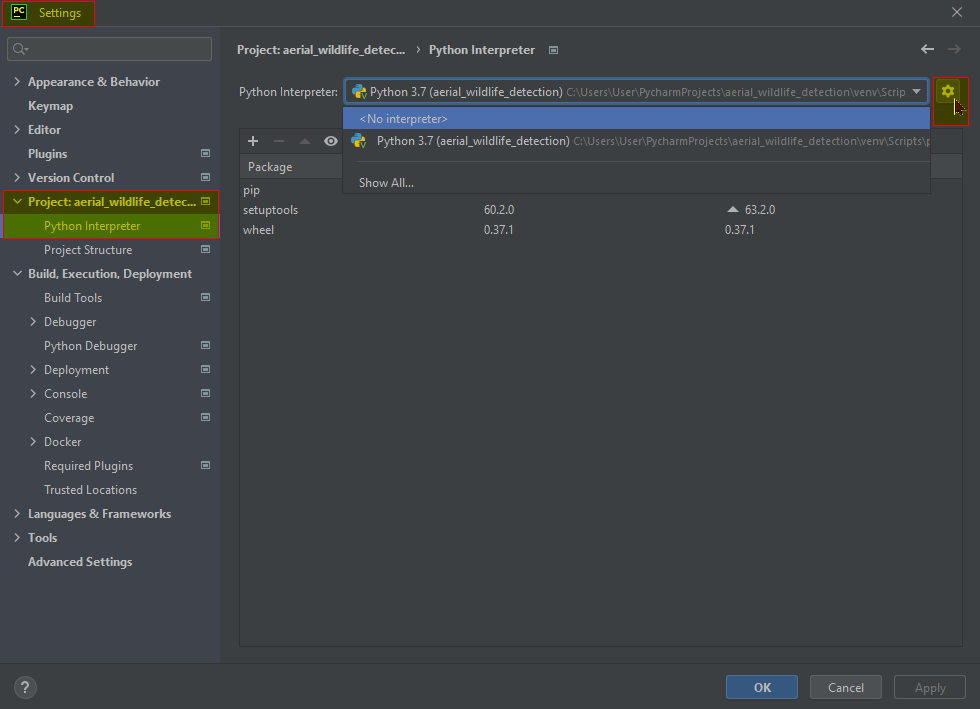 PC Settings
Project: aerial_wildlife_detec... › Python Interpreter
Appearance & Behavior
Keymap
Editor
Plugins
Version Control
Project: aerial_wildlife_detec...
Python Interpreter
Project Structure
Build, Execution, Deployment
Build Tools
Debugger
Python Debugger
Deployment
Console
Coverage
Docker
Required Plugins
Trusted Locations
Languages & Frameworks
Tools
Advanced Settings
Python Interpreter: Python 3.7 (aerial_wildlife_detection) C:\Users\User\PycharmProjects\aerial_wildlife_detection\venv\Scrip
<No interpreter>
Python 3.7 (aerial_wildlife_detection) C:\Users\User\PycharmProjects\aerial_wildlife_detection\venv\Scripts\p
Show All...
Package
pip
setuptools 60.2.0 63.2.0
wheel 0.37.1 0.37.1
?
OK Cancel Apply